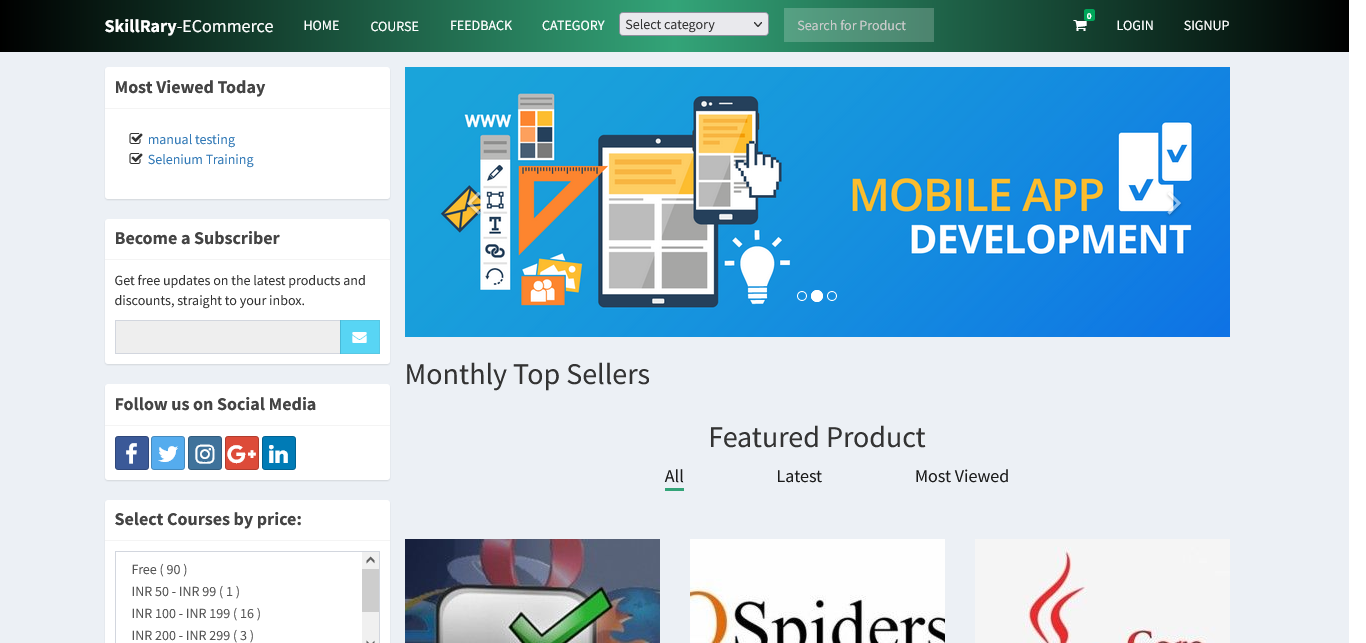 SkillRary-ECommerce
HOME
COURSE
FEEDBACK
CATEGORY
Select category
Search for Product
0
LOGIN
SIGNUP
Most Viewed Today
manual testing
Selenium Training
Become a Subscriber
Get free updates on the latest products and
discounts, straight to your inbox.
Follow us on Social Media
Select Courses by price:
Free ( 90 )
INR 50 - INR 99 ( 1 )
INR 100 - INR 199 ( 16 )
INR 200 - INR 299 ( 3 )
WWW
T
MOBILE APP
DEVELOPMENT
Monthly Top Sellers
Featured Product
All
Latest
Most Viewed
QSpiders
Core